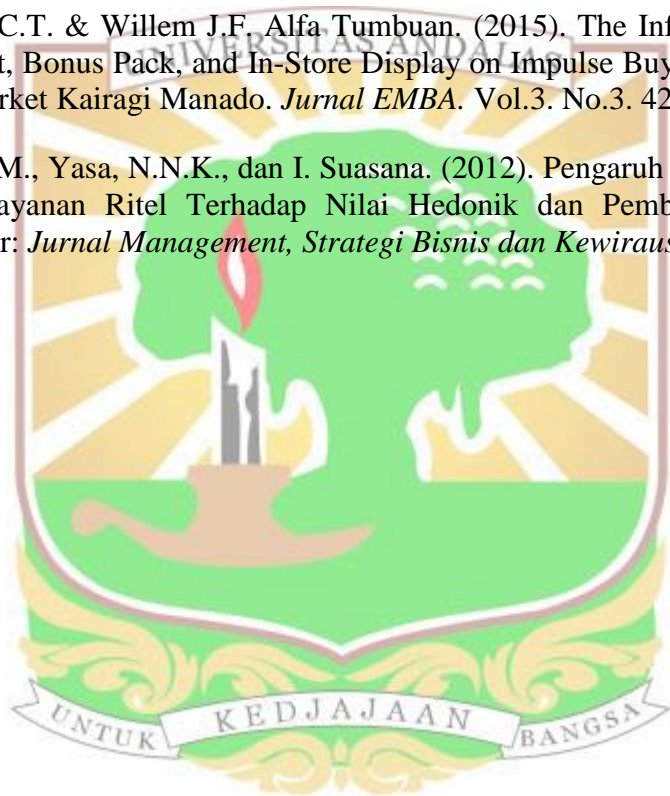 C.T. & Willem J.F. Alfa Tumbuan. (2015). The Inf
UNIVERSITAS ANDALAS
t, Bonus Pack, and In-Store Display on Impulse Buy
rket Kairagi Manado. Jurnal EMBA. Vol.3. No.3. 42
M., Yasa, N.N.K., dan I. Suasana. (2012). Pengaruh
ayanan Ritel Terhadap Nilai Hedonik dan Pemb
r: Jurnal Management, Strategi Bisnis dan Kewiraus
UNTUK KEDJAJAAN BANGSA